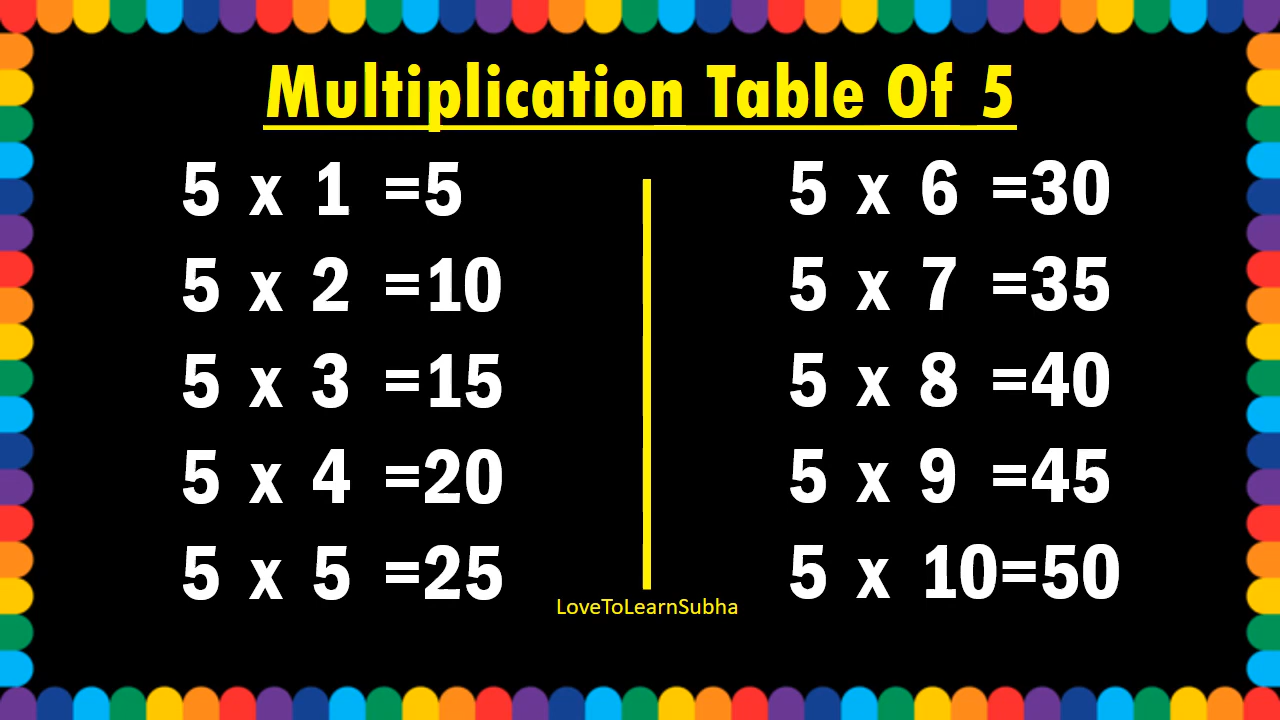 Multiplication Table Of 5
5 x 1 =5
5 x 2 =10
5 x 3 =15
5 x 4 =20
5 x 5 =25
5 x 6 =30
5 x 7 =35
5 x 8 =40
5 x 9 =45
5 x 10=50
LoveToLearnSubha